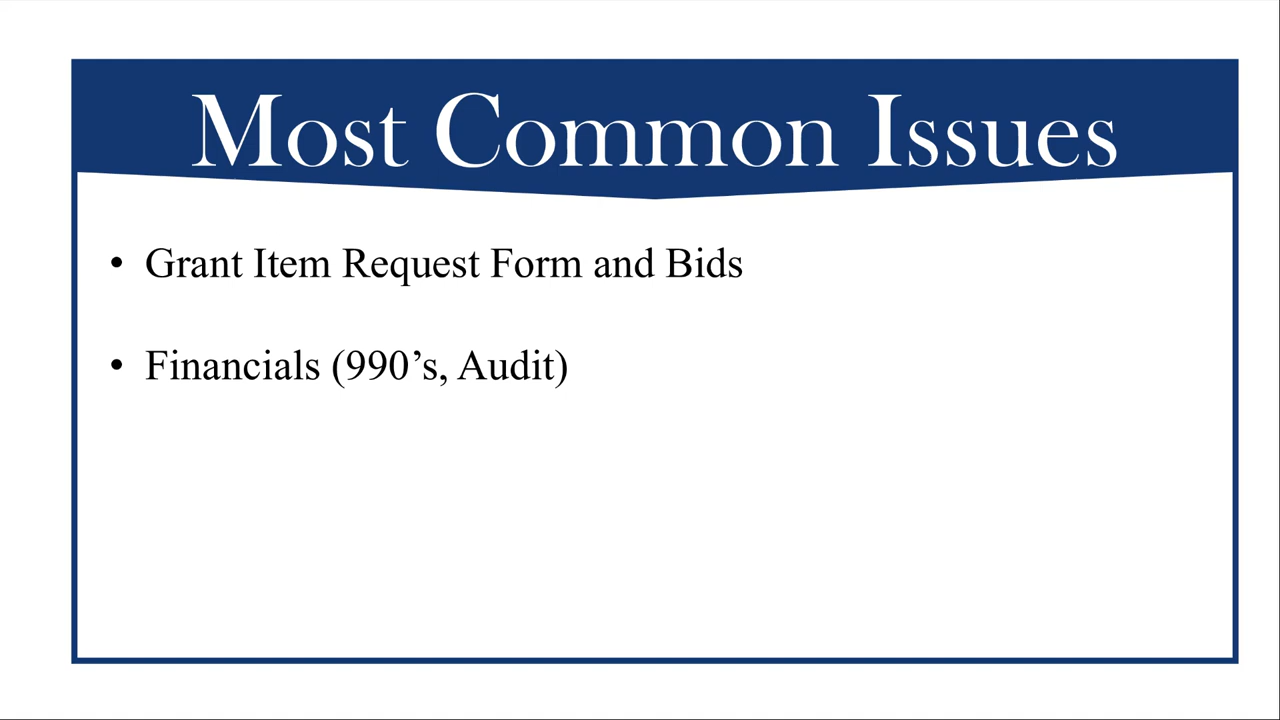 Most Common Issues
• Grant Item Request Form and Bids
• Financials (990’s, Audit)